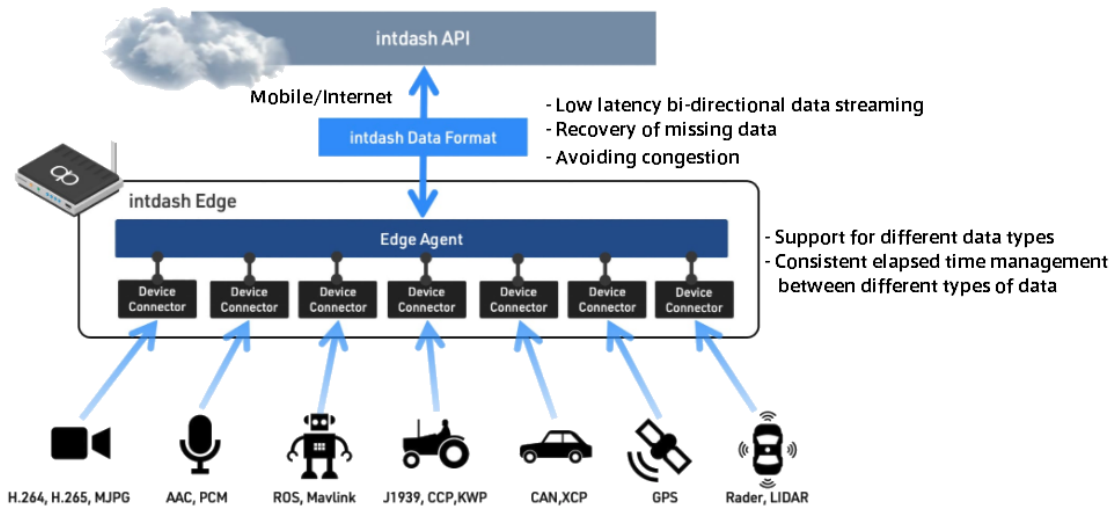 intdash API
Mobile/Internet
intdash Data Format
- Low latency bi-directional data streaming
- Recovery of missing data
- Avoiding congestion
intdash Edge
Edge Agent
- Support for different data types
- Consistent elapsed time management
between different types of data
Device
Connector
Device
Connector
Device
Connector
Device
Connector
Device
Connector
Device
Connector
Device
Connector
H.264, H.265, MJPG
AAC, PCM
ROS, Mavlink
J1939, CCP,KWP
CAN,XCP
GPS
Rader, LIDAR